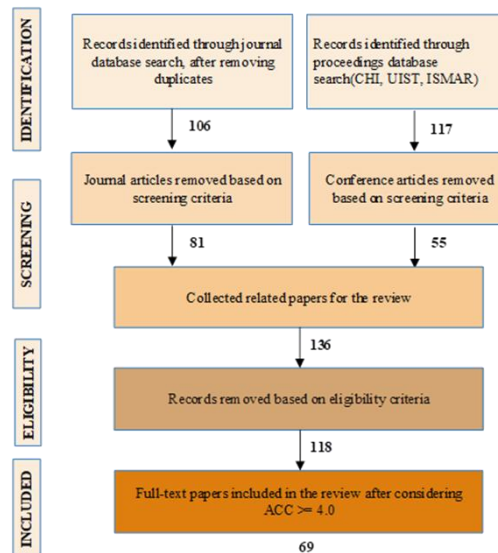 IDENTIFICATION
Records identified through journal
database search, after removing
duplicates
Records identified through
proceedings database
search(CHI, UIST, ISMAR)
106
117
SCREENING
Journal articles removed based on
screening criteria
Conference articles removed
based on screening criteria
81
55
Collected related papers for the review
136
ELIGIBILITY
Records removed based on eligibility criteria
118
INCLUDED
Full-text papers included in the review after considering
ACC >= 4.0
69